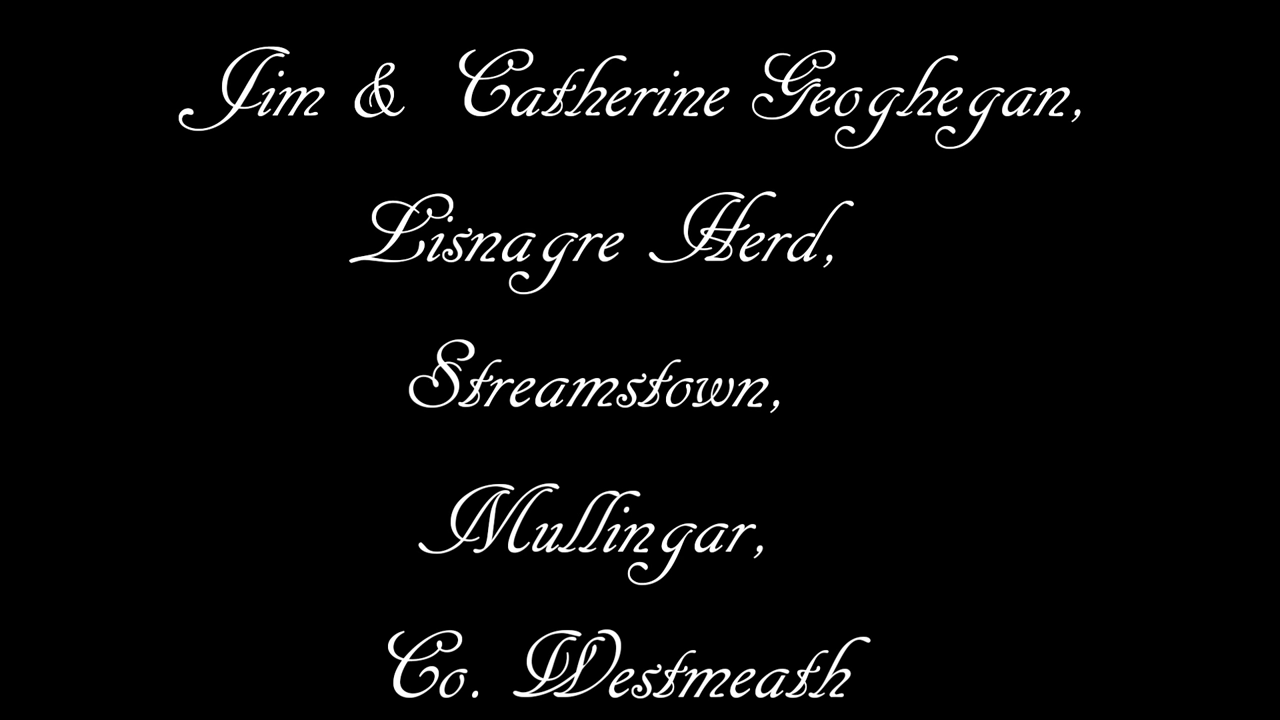 Jim & Catherine Geoghegan,
Lisnagre Herd,
Streamstown,
Mullingar,
Co. Westmeath